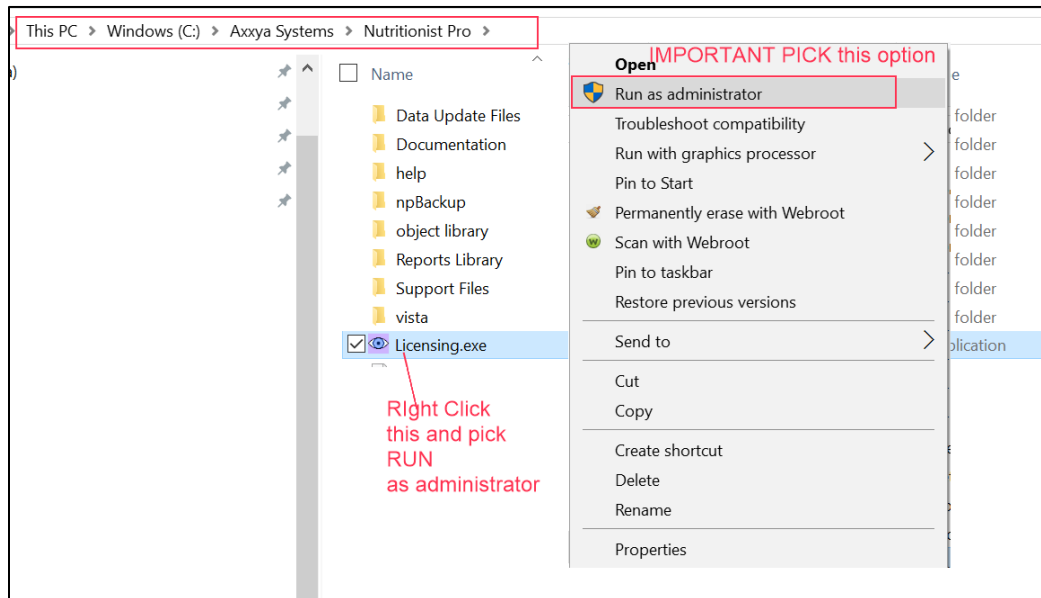 This PC > Windows (C:) > Axxya Systems > Nutritionist Pro >
IMPORTANT PICK this option
Open
Name
Run as administrator
Data Update Files
folder
Troubleshoot compatibility
Documentation
folder
Run with graphics processor
help
folder
Pin to Start
npBackup
folder
Permanently erase with Webroot
object library
folder
Scan with Webroot
Reports Library
folder
Pin to taskbar
Support Files
folder
Restore previous versions
vista
folder
Send to
Licensing.exe
plication
Cut
Copy
RIght Click
this and pick
RUN
as administrator
Create shortcut
Delete
Rename
Properties